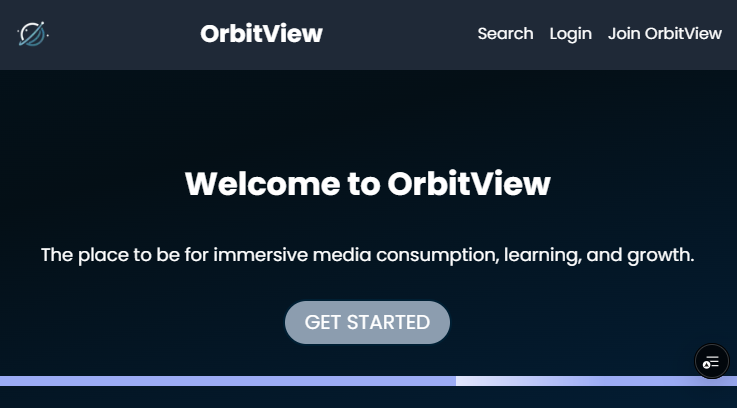 OrbitView
Search Login Join OrbitView
Welcome to OrbitView
The place to be for immersive media consumption, learning, and growth.
GET STARTED